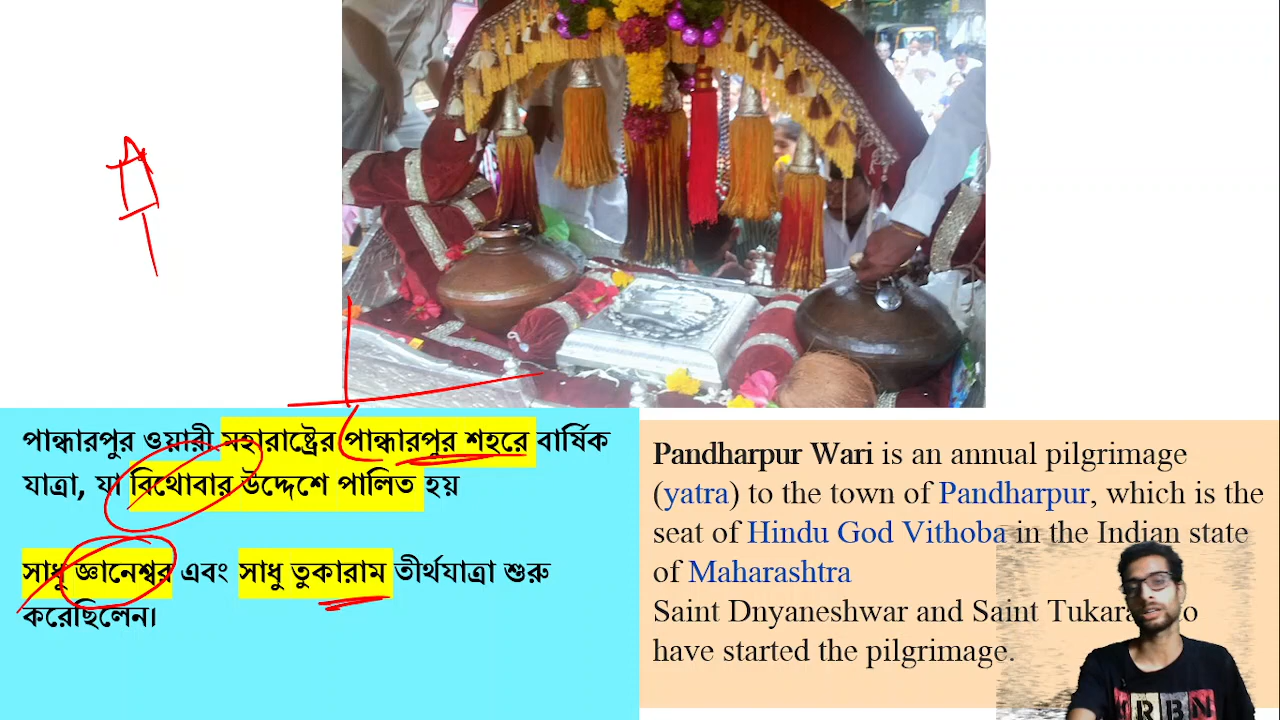 পান্ধারপুর ওয়ারী মহারাষ্ট্রের পান্ধারপুর শহরে বার্ষিক
যাত্রা, যা বিথোবার উদ্দেশে পালিত হয়
সাধু জ্ঞানেশ্বর এবং সাধু তুকারাম তীর্থযাত্রা শুরু
করেছিলেন।
Pandharpur Wari is an annual pilgrimage
(yatra) to the town of Pandharpur, which is the
seat of Hindu God Vithoba in the Indian state
of Maharashtra
Saint Dnyaneshwar and Saint to
have started the pilgrimage.